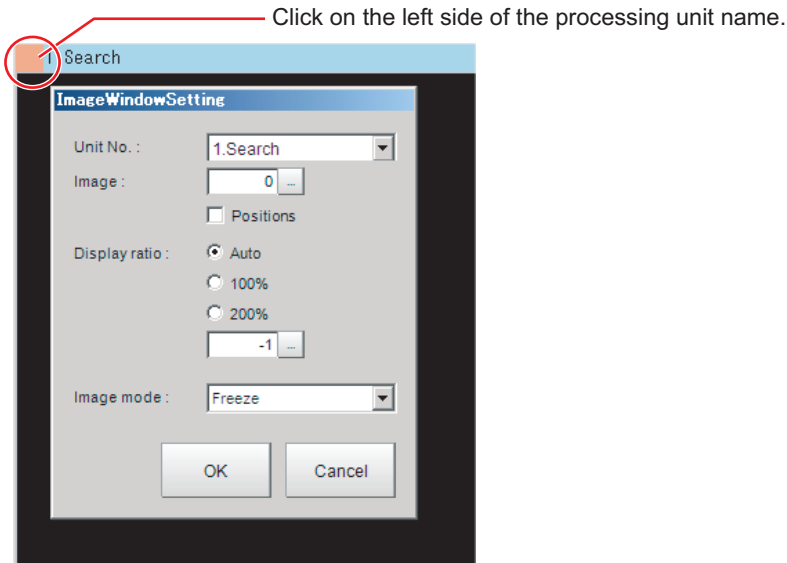 Click on the left side of the processing unit name.
1 Search
ImageWindowSetting
Unit No. : 1.Search
Image : 0 ...
Positions
Display ratio : Auto
100%
200%
-1 ...
Image mode : Freeze
OK Cancel